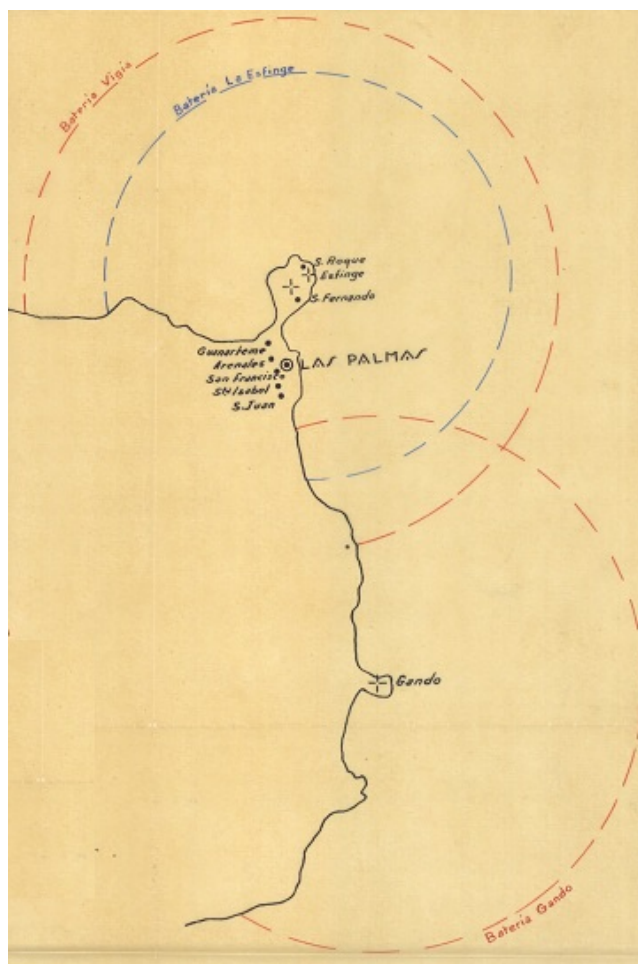 Batería Vigía
Batería La Esfinge
S. Roque
Esfinge
S. Fernando
Guanarteme
Arenales
LAS PALMAS
San Francisc
Sta Isabel
S. Juan
Gando
Batería Gando